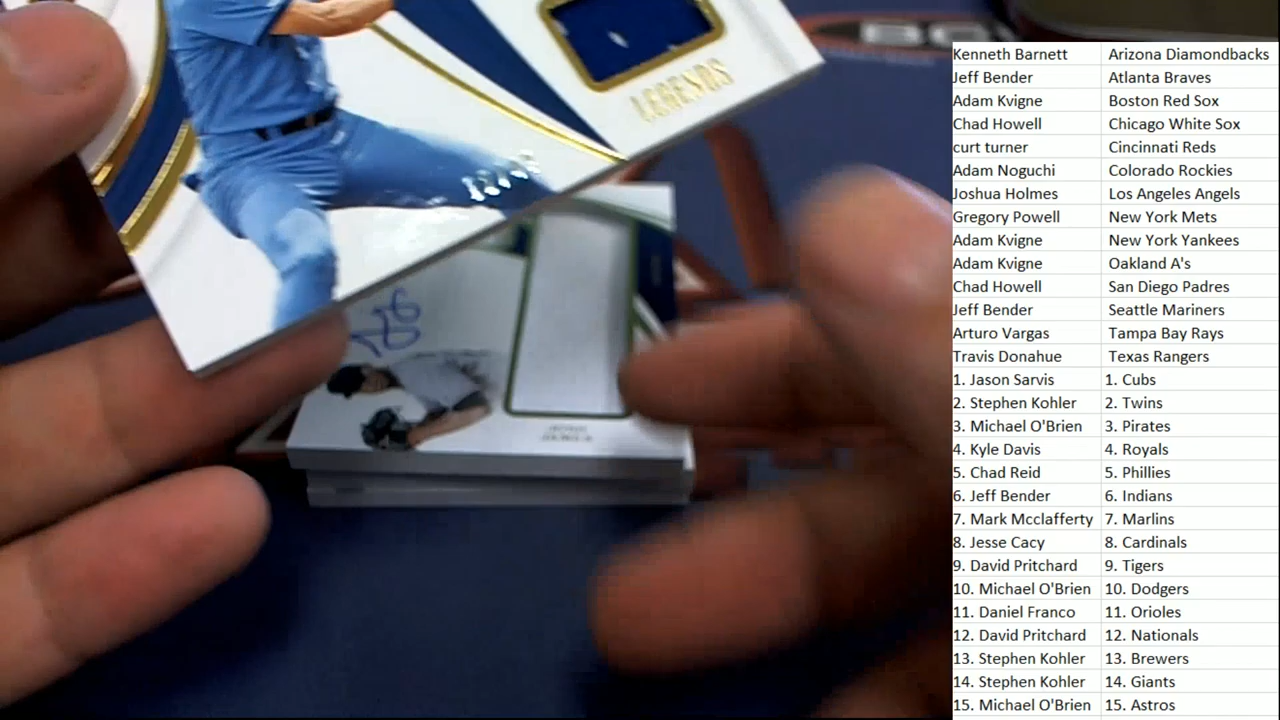 LEGENDS
Kenneth Barnett Arizona Diamondbacks
Jeff Bender Atlanta Braves
Adam Kvigne Boston Red Sox
Chad Howell Chicago White Sox
curt turner Cincinnati Reds
Adam Noguchi Colorado Rockies
Joshua Holmes Los Angeles Angels
Gregory Powell New York Mets
Adam Kvigne New York Yankees
Adam Kvigne Oakland A's
Chad Howell San Diego Padres
Jeff Bender Seattle Mariners
Arturo Vargas Tampa Bay Rays
Travis Donahue Texas Rangers
1. Jason Sarvis 1. Cubs
2. Stephen Kohler 2. Twins
3. Michael O'Brien 3. Pirates
4. Kyle Davis 4. Royals
5. Chad Reid 5. Phillies
6. Jeff Bender 6. Indians
7. Mark Mcclafferty 7. Marlins
8. Jesse Cacy 8. Cardinals
9. David Pritchard 9. Tigers
10. Michael O'Brien 10. Dodgers
11. Daniel Franco 11. Orioles
12. David Pritchard 12. Nationals
13. Stephen Kohler 13. Brewers
14. Stephen Kohler 14. Giants
15. Michael O'Brien 15. Astros